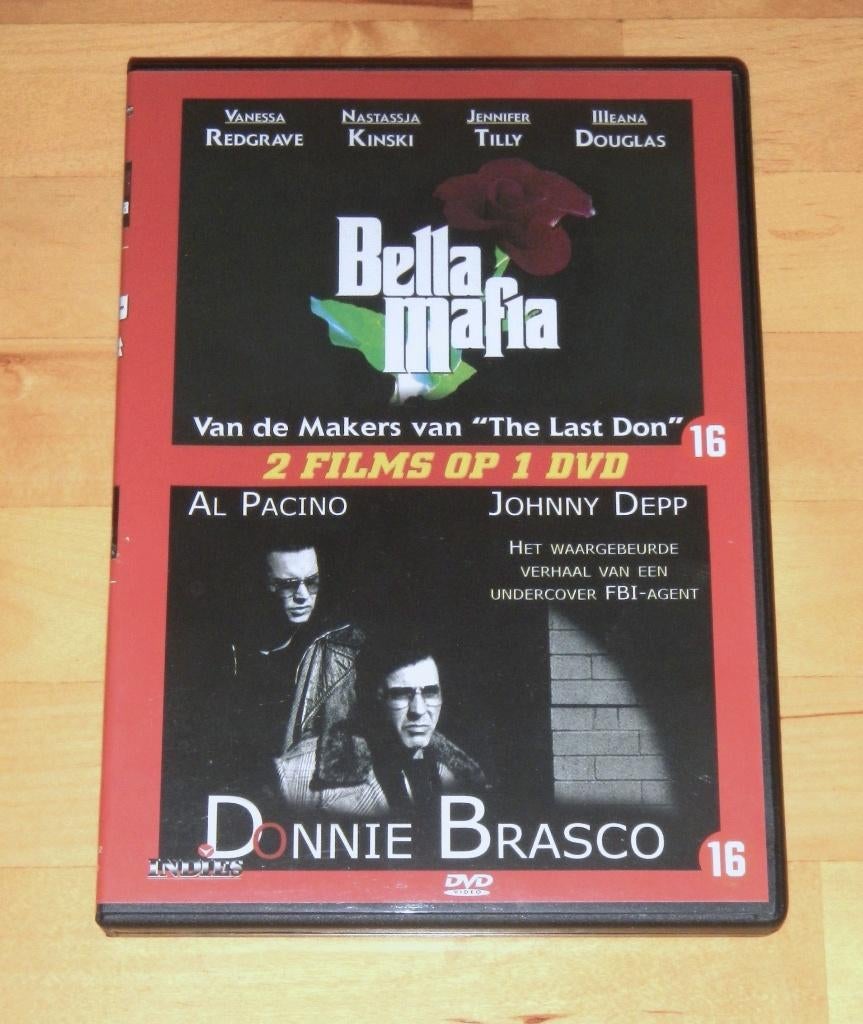 Vanessa Redgrave
Nastassja Kinski
Jennifer Tilly
Illeana Douglas
Bella
mafia
Van de Makers van “The Last Don”
16
2 FILMS OP 1 DVD
AL PACINO
JOHNNY DEPP
HET WAARGEBEURDE
VERHAAL VAN EEN
UNDERCOVER FBI-AGENT
DONNIE BRASCO
16
INDIES
DVD
VIDEO